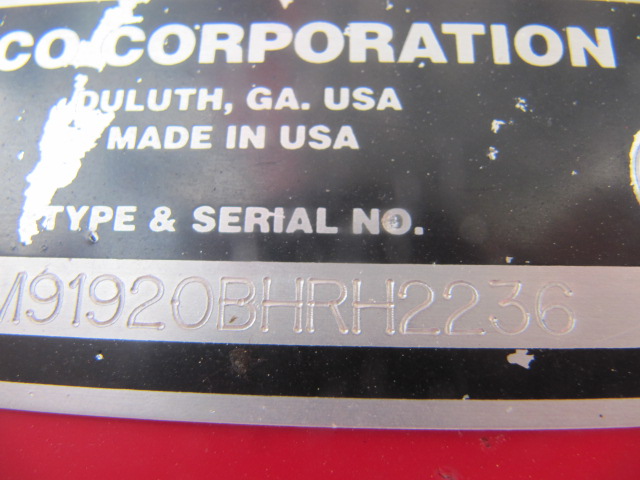 CO CORPORATION
DULUTH, GA. USA
MADE IN USA
TYPE & SERIAL NO.
M91920BHRH2236